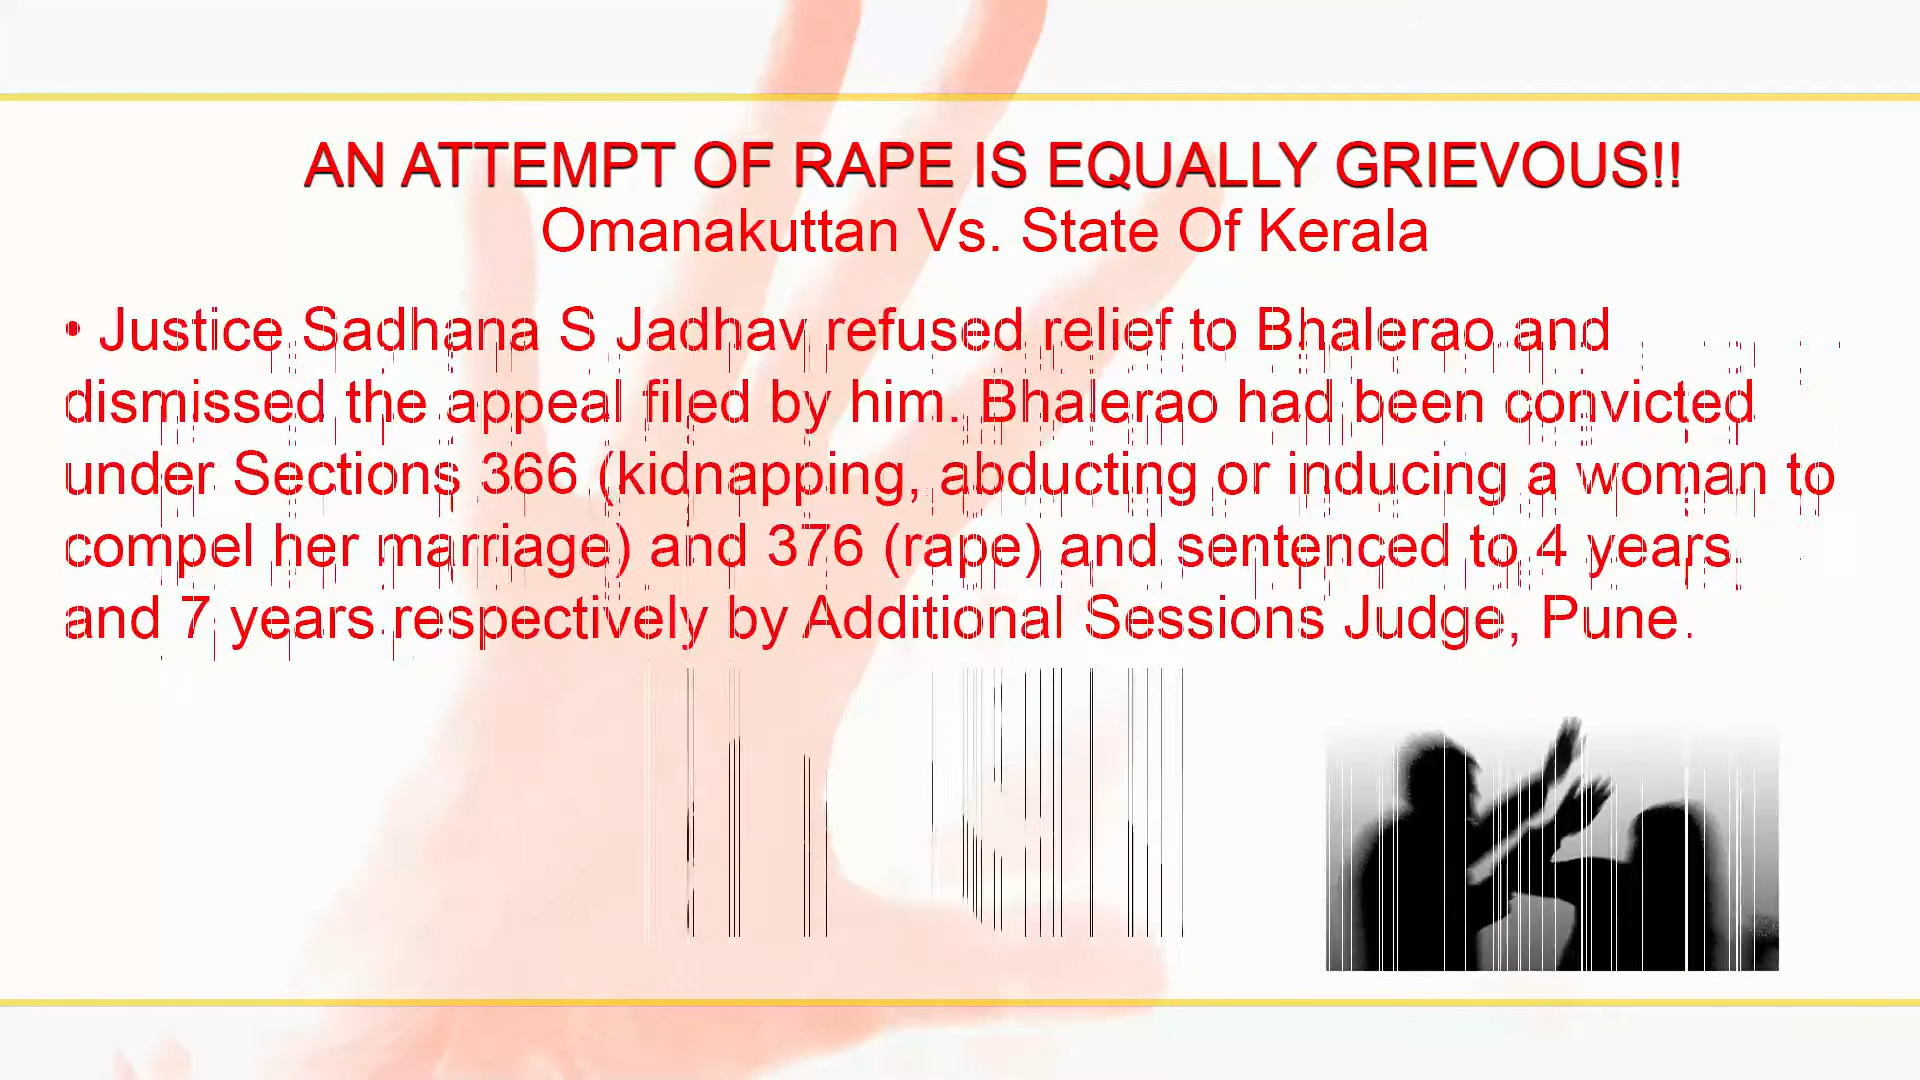 AN ATTEMPT OF RAPE IS EQUALLY GRIEVOUS!!
Omanakuttan Vs. State Of Kerala
• Justice Sadhana S Jadhav refused relief to Bhalerao and
dismissed the appeal filed by him. Bhalerao had been convicted
under Sections 366 (kidnapping, abducting or inducing a woman to
compel her marriage) and 376 (rape) and sentenced to 4 years
and 7 years respectively by Additional Sessions Judge, Pune.